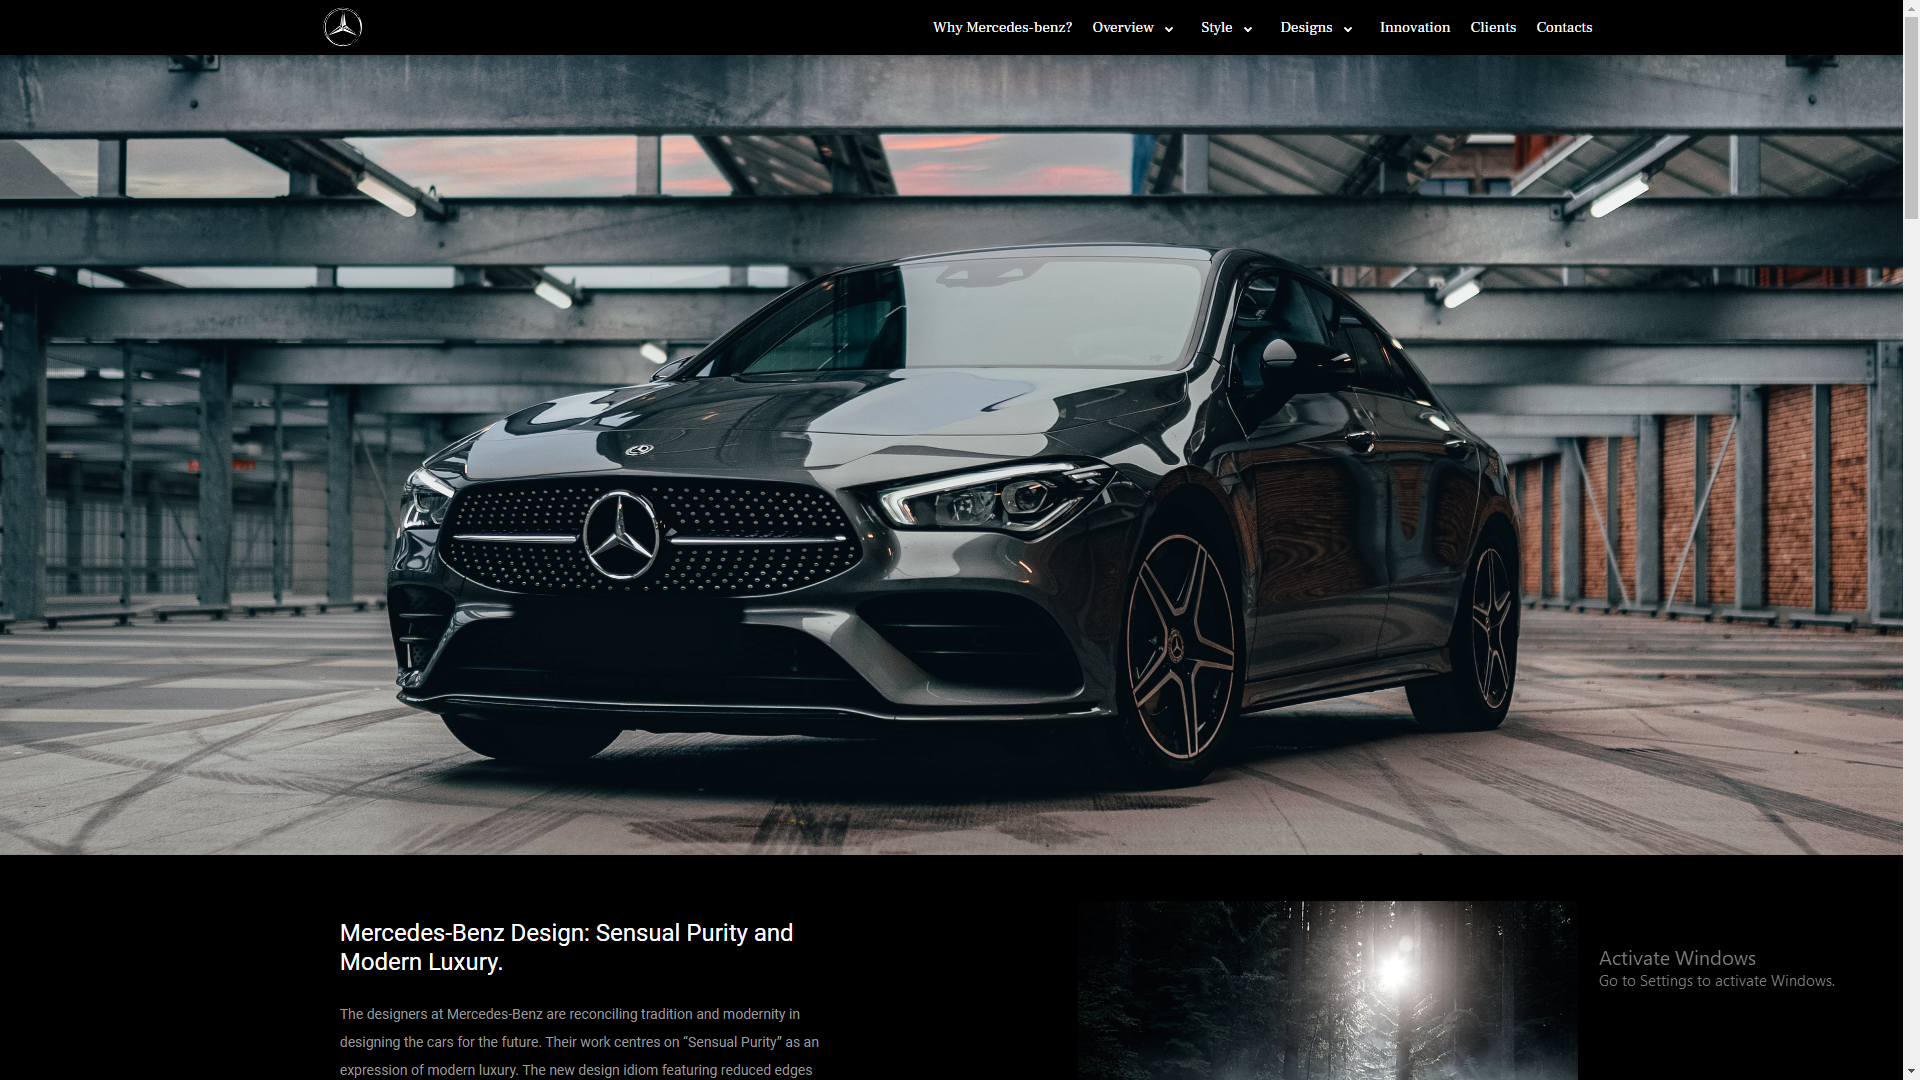 Why Mercedes-benz? Overview Style Designs Innovation Clients Contacts
Mercedes-Benz Design: Sensual Purity and
Modern Luxury.
The designers at Mercedes-Benz are reconciling tradition and modernity in
designing the cars for the future. Their work centres on “Sensual Purity” as an
expression of modern luxury. The new design idiom featuring reduced edges
Activate Windows
Go to Settings to activate Windows.